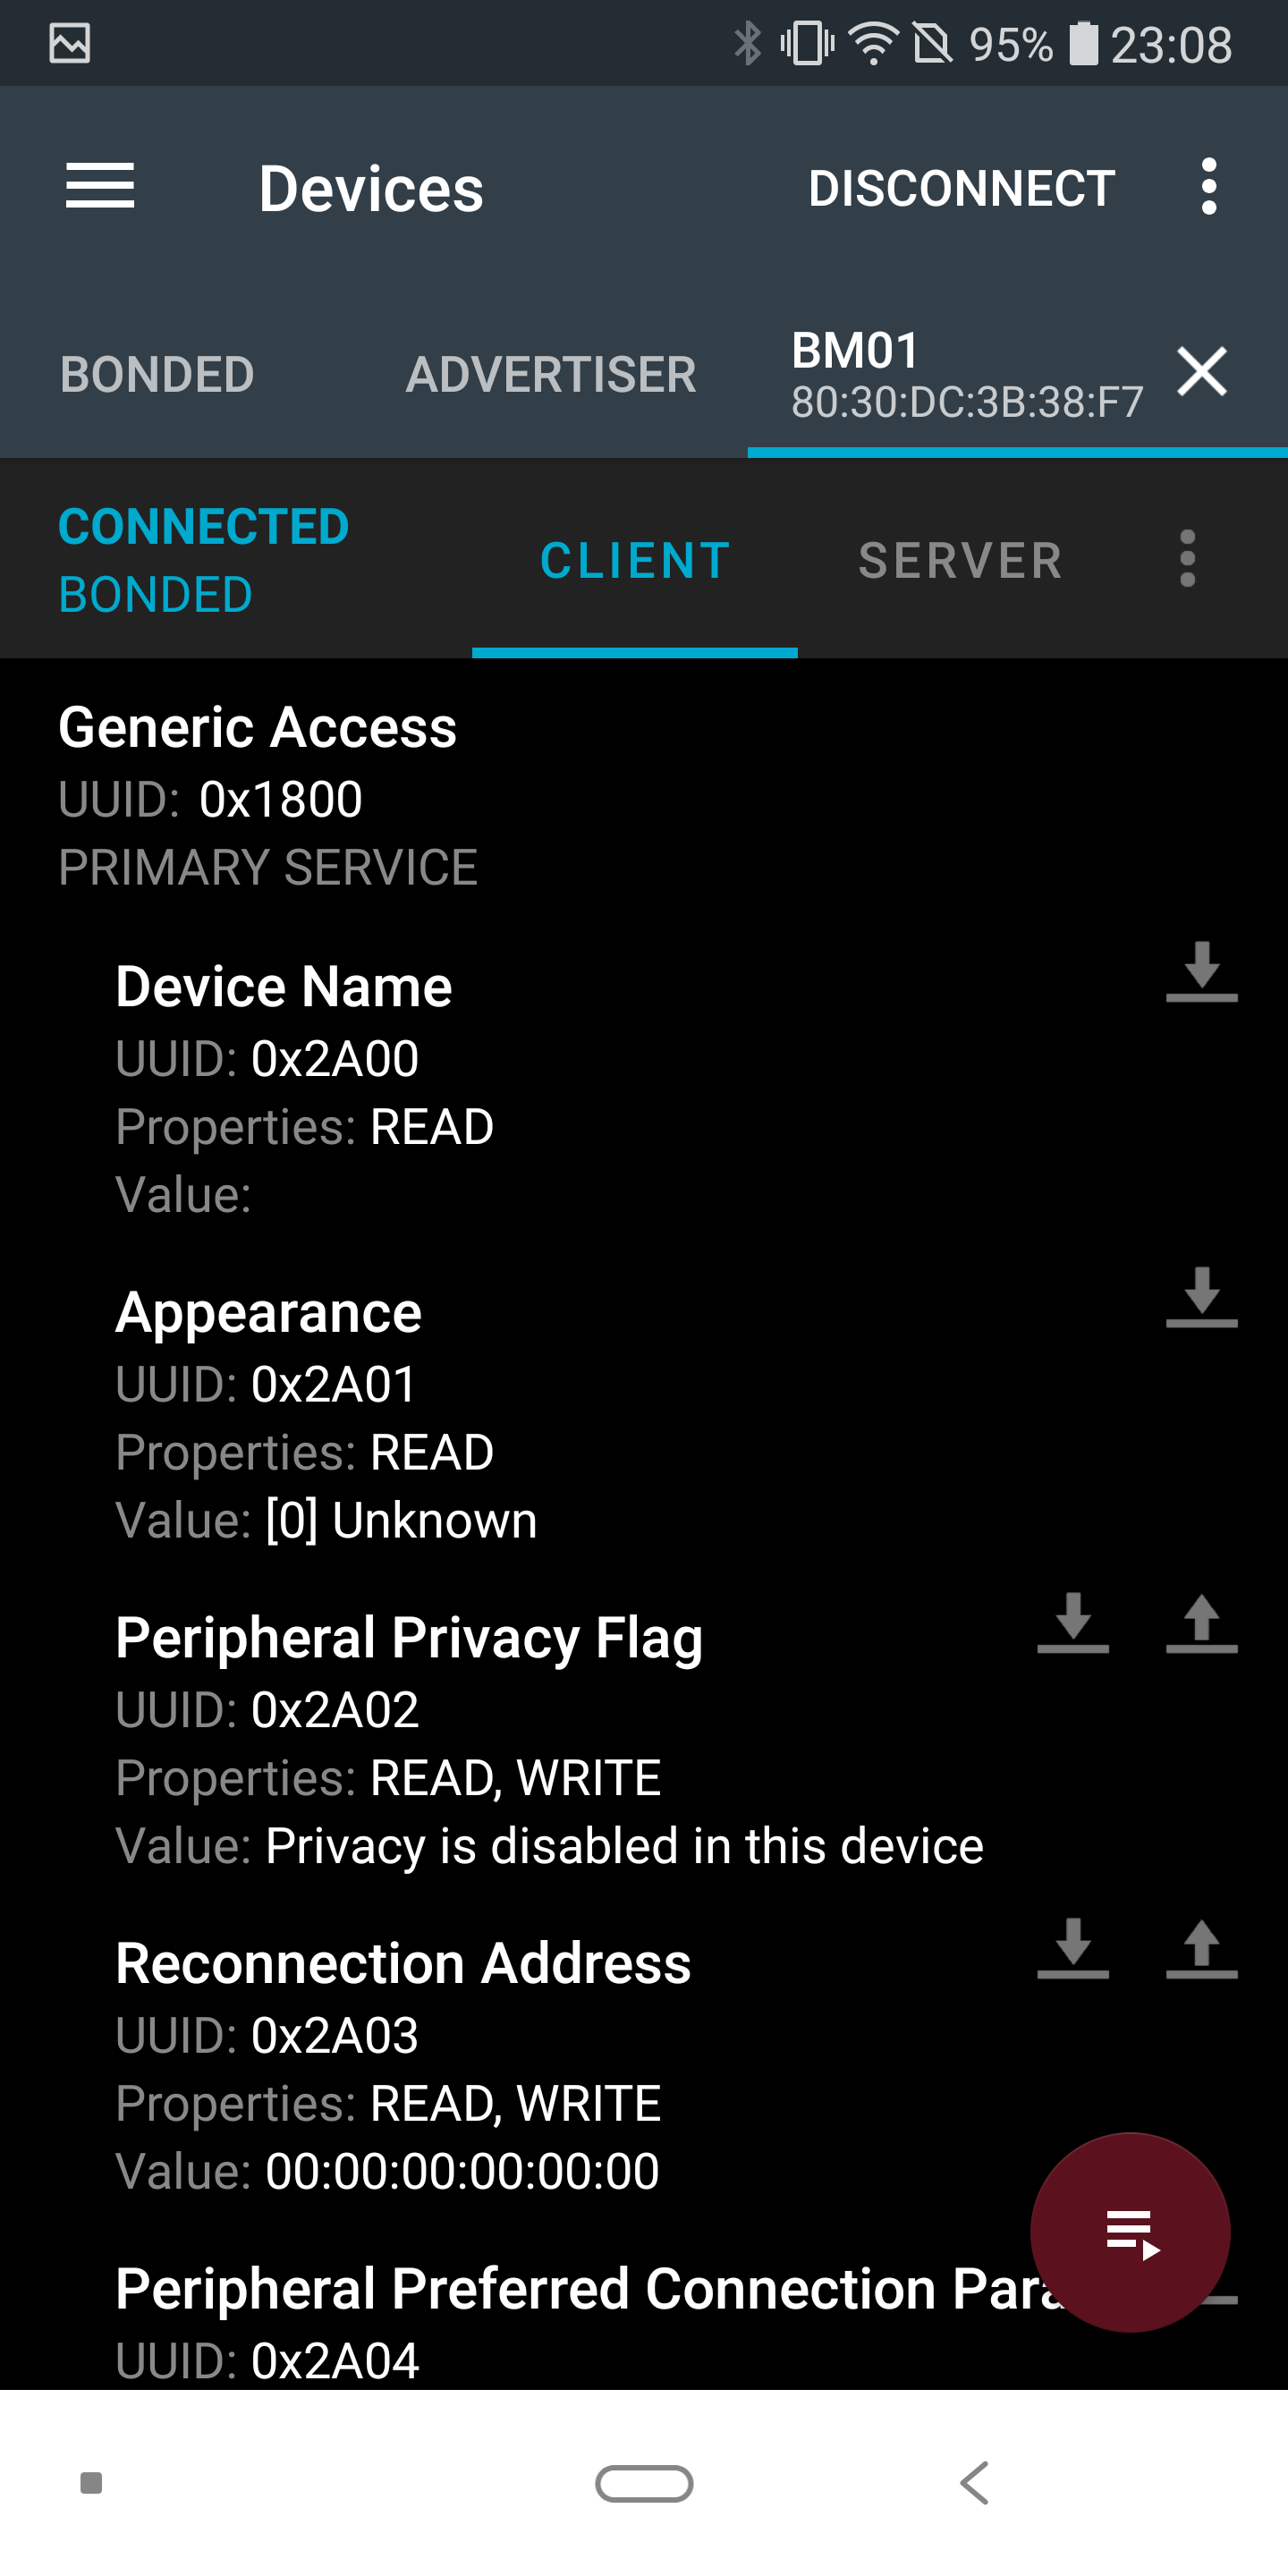 95% 23:08
Devices DISCONNECT
BONDED ADVERTISER BM01
80:30:DC:3B:38:F7
CONNECTED
BONDED
CLIENT SERVER
Generic Access
UUID: 0x1800
PRIMARY SERVICE
Device Name
UUID: 0x2A00
Properties: READ
Value:
Appearance
UUID: 0x2A01
Properties: READ
Value: [0] Unknown
Peripheral Privacy Flag
UUID: 0x2A02
Properties: READ, WRITE
Value: Privacy is disabled in this device
Reconnection Address
UUID: 0x2A03
Properties: READ, WRITE
Value: 00:00:00:00:00:00
Peripheral Preferred Connection Para
UUID: 0x2A04